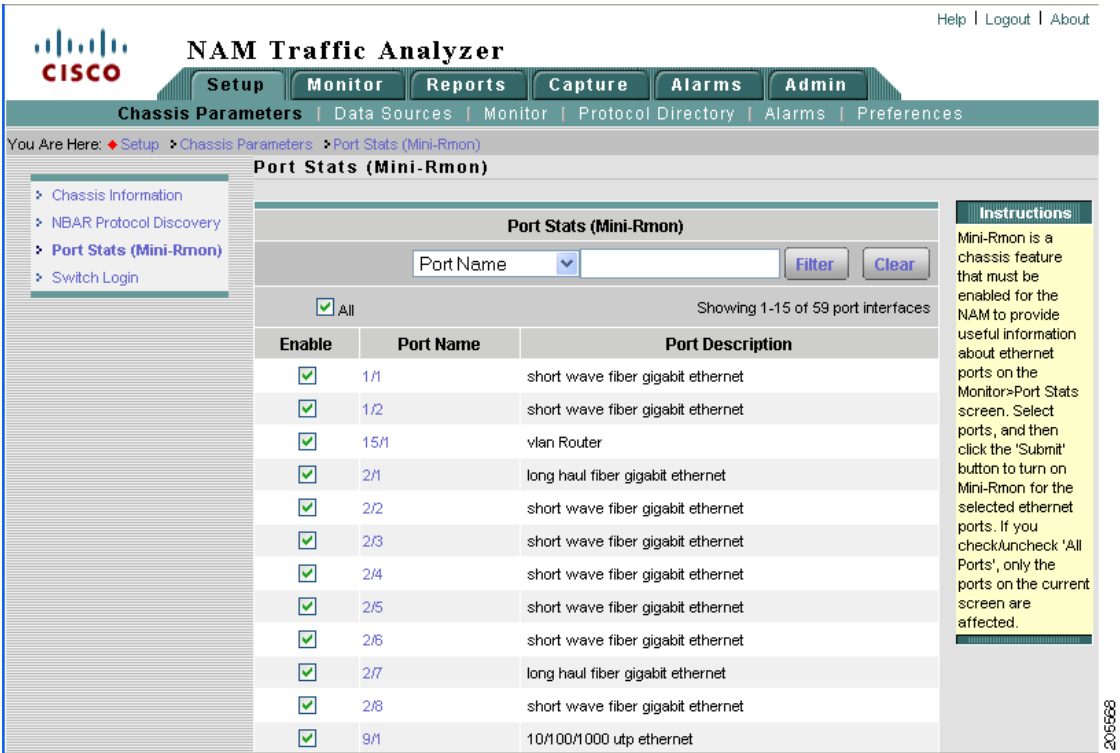 Help | Logout | About
CISCO
NAM Traffic Analyzer
Setup Monitor Reports Capture Alarms Admin
Chassis Parameters | Data Sources | Monitor | Protocol Directory | Alarms | Preferences
You Are Here: Setup Chassis Parameters Port Stats (Mini-Rmon)
Port Stats (Mini-Rmon)
Chassis Information
NBAR Protocol Discovery
Port Stats (Mini-Rmon)
Switch Login
Port Stats (Mini-Rmon)
Port Name Filter Clear
All Showing 1-15 of 59 port interfaces
Enable Port Name Port Description
1/1 short wave fiber gigabit ethernet
1/2 short wave fiber gigabit ethernet
15/1 vlan Router
2/1 long haul fiber gigabit ethernet
2/2 short wave fiber gigabit ethernet
2/3 short wave fiber gigabit ethernet
2/4 short wave fiber gigabit ethernet
2/5 short wave fiber gigabit ethernet
2/6 short wave fiber gigabit ethernet
2/7 long haul fiber gigabit ethernet
2/8 short wave fiber gigabit ethernet
9/1 10/100/1000 utp ethernet
Instructions
Mini-Rmon is a
chassis feature
that must be
enabled for the
NAM to provide
useful information
about ethernet
ports on the
Monitor>Port Stats
screen. Select
ports, and then
click the 'Submit'
button to turn on
Mini-Rmon for the
selected ethernet
ports. If you
check/uncheck 'All
Ports', only the
ports on the current
screen are
affected.
205568